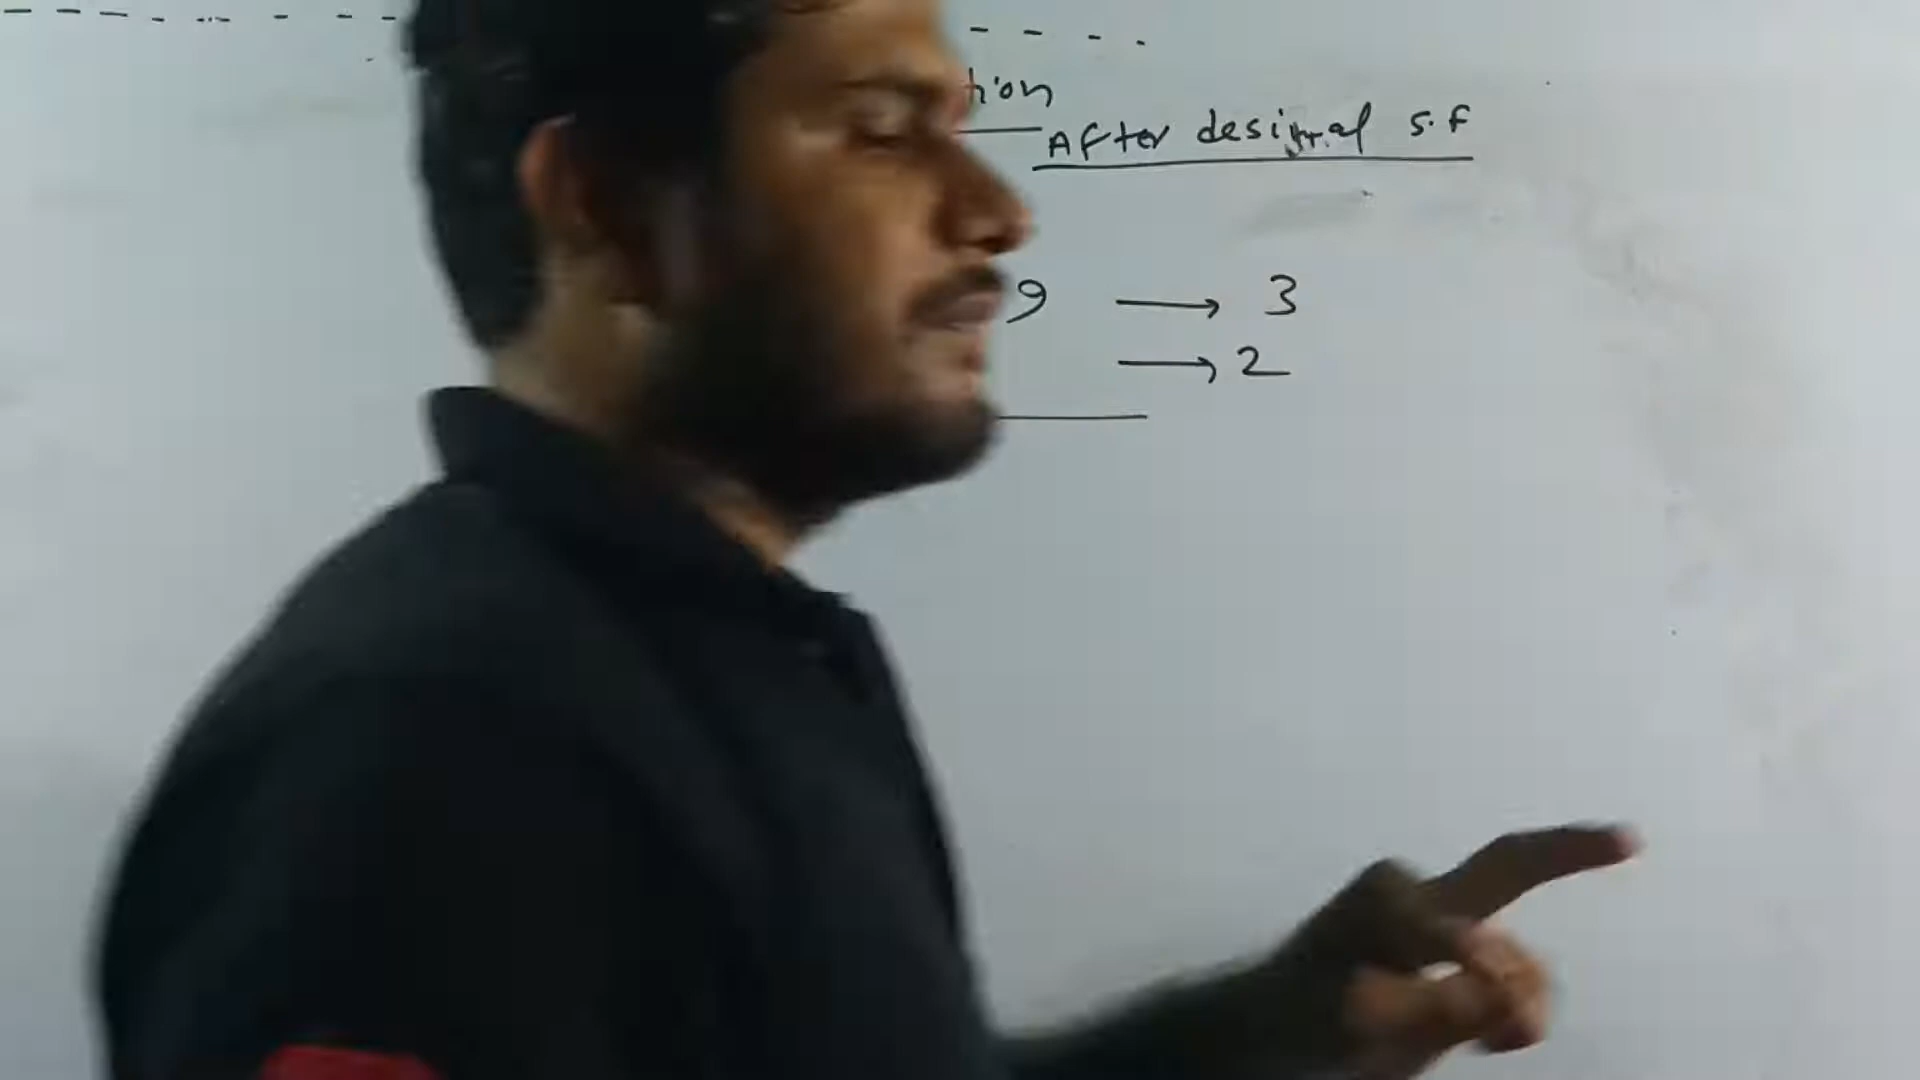 tion
After desimal s.f
9 → 3
→ 2